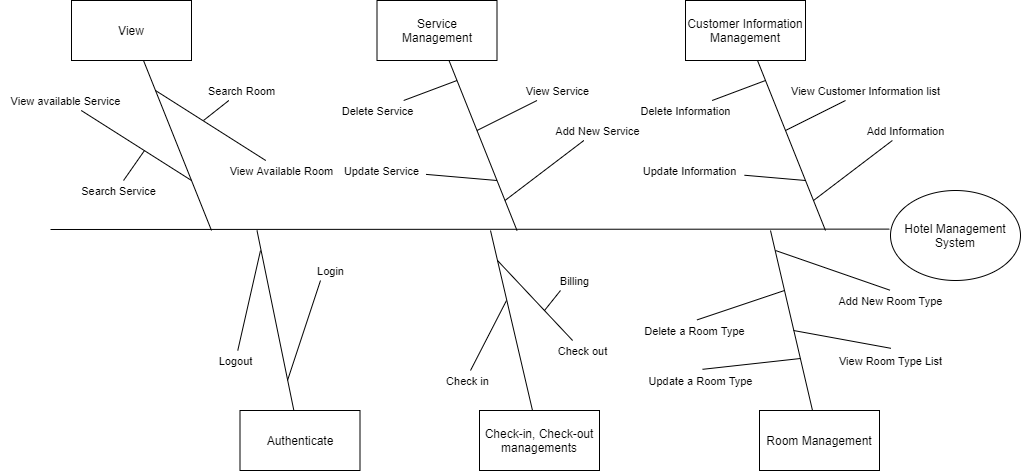 View
Service
Management
Customer Information
Management
View available Service
Search Room
View Available Room
Search Service
Delete Service
View Service
Add New Service
Update Service
Delete Information
View Customer Information list
Add Information
Update Information
Hotel Management
System
Login
Logout
Billing
Check out
Check in
Add New Room Type
Delete a Room Type
View Room Type List
Update a Room Type
Authenticate
Check-in, Check-out
managements
Room Management